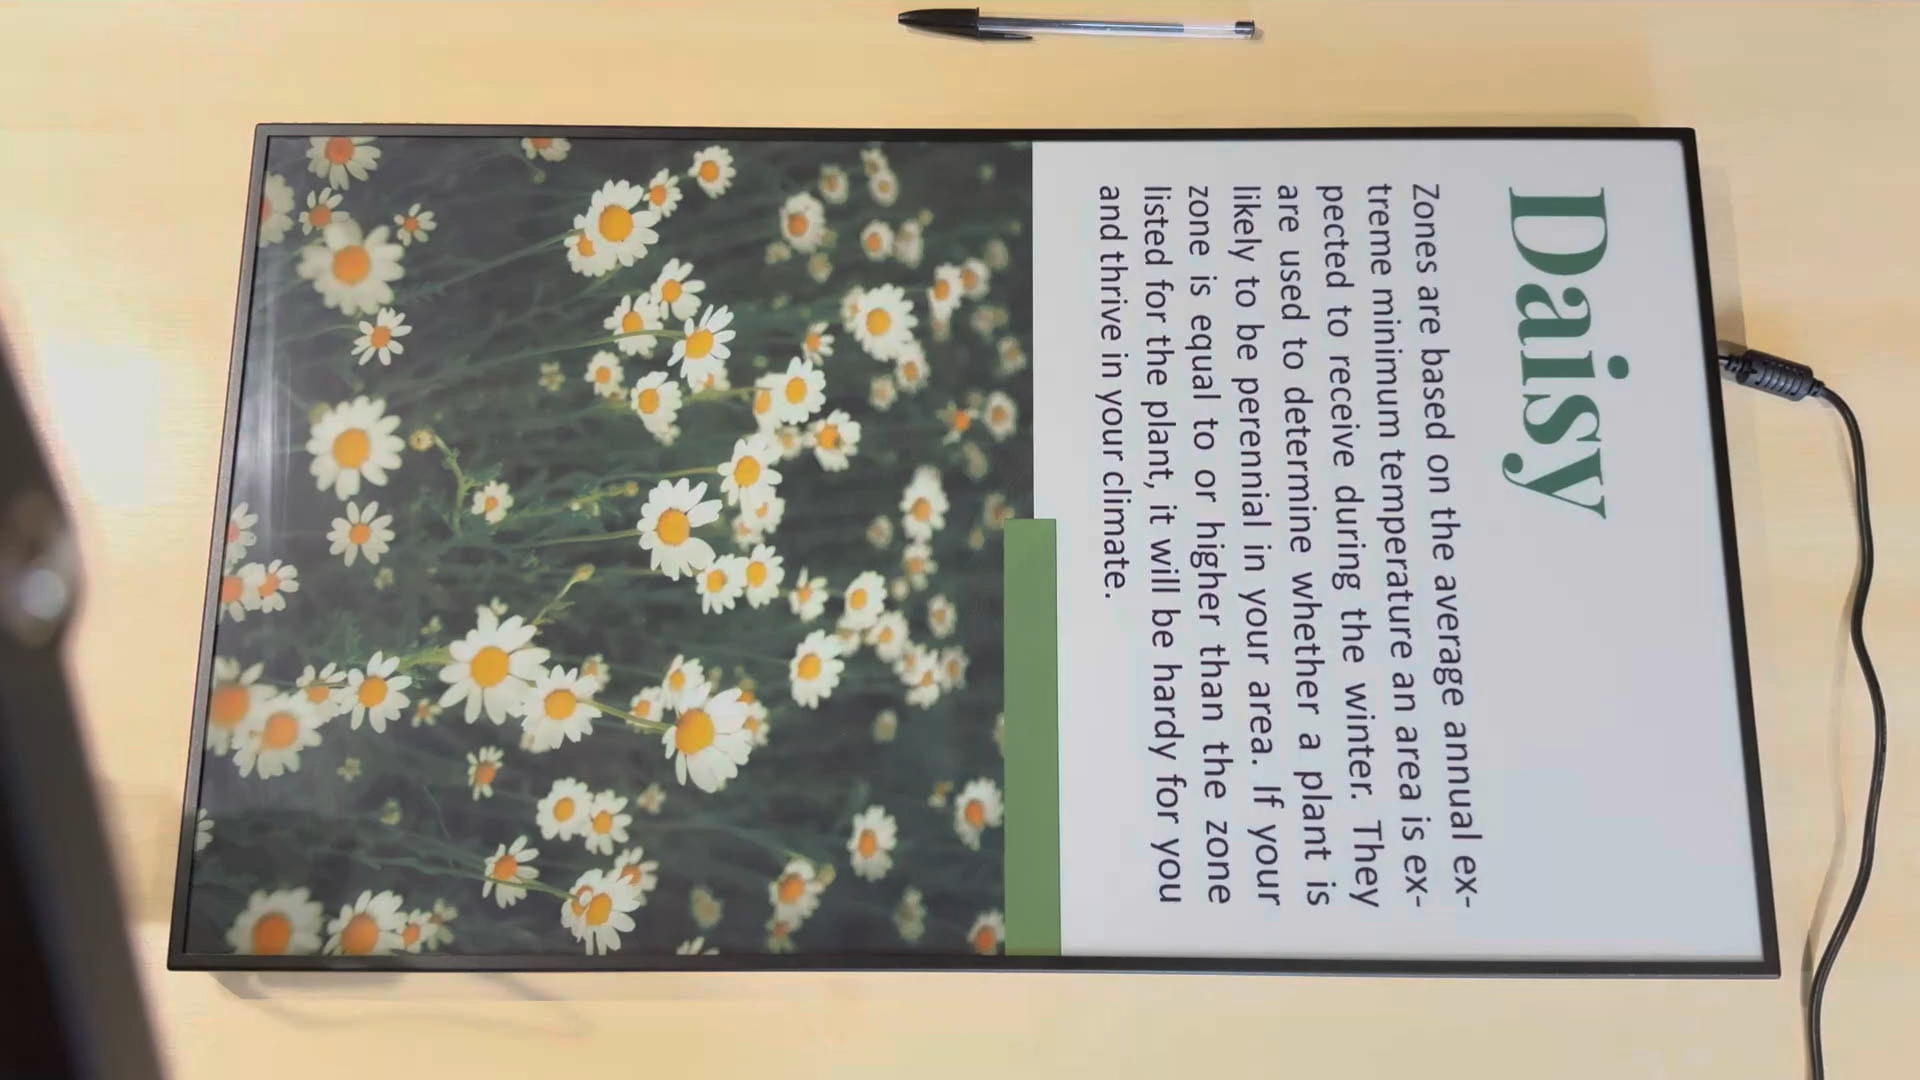 Daisy
Zones are based on the average annual ex-
treme minimum temperature an area is ex-
pected to receive during the winter. They
are used to determine whether a plant is
likely to be perennial in your area. If your
zone is equal to or higher than the zone
listed for the plant, it will be hardy for you
and thrive in your climate.